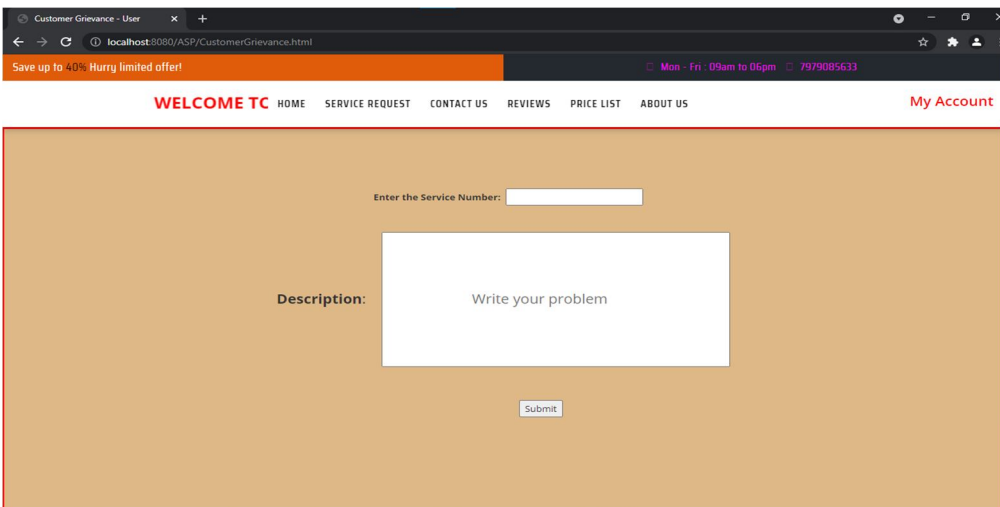 Customer Grievance - User
localhost:8080/ASP/CustomerGrievance.html
Save up to 40% Hurry limited offer!
Mon - Fri : 09am to 06pm 7979085633
WELCOME TC HOME SERVICE REQUEST CONTACT US REVIEWS PRICE LIST ABOUT US My Account
Enter the Service Number:
Description:
Write your problem
Submit